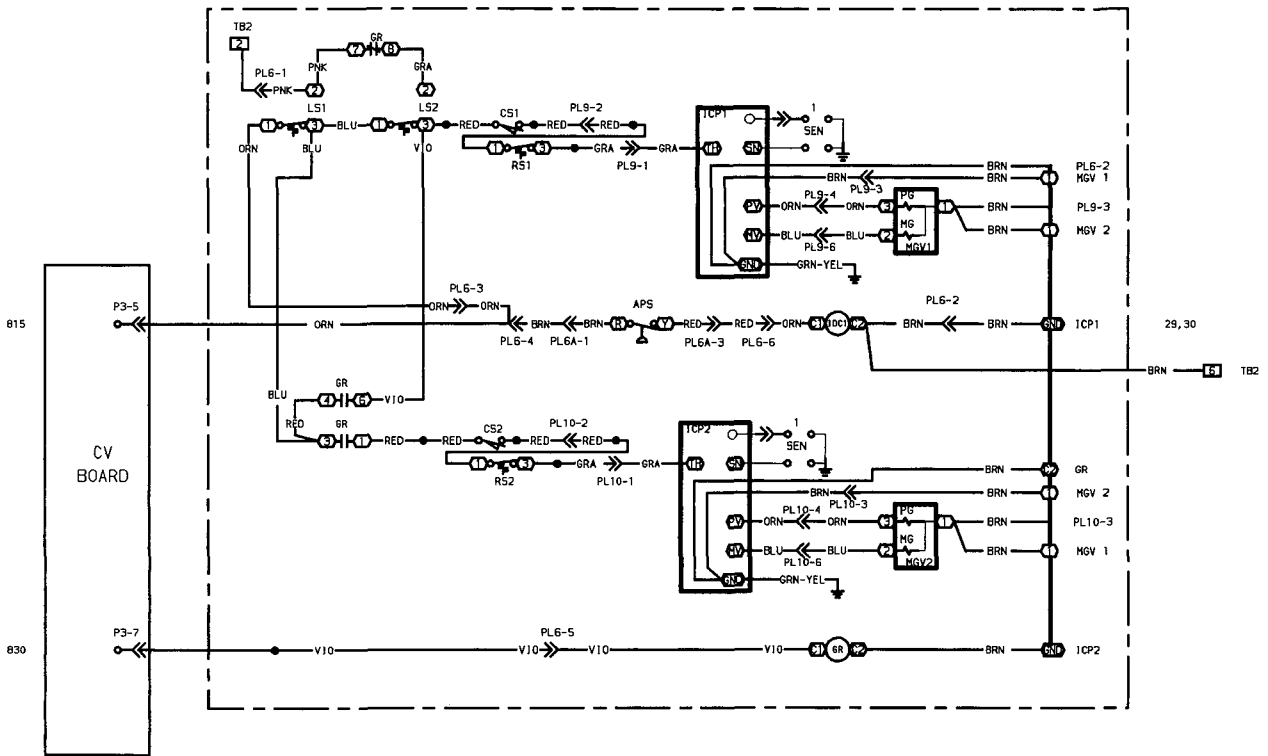 TB2
2
GR
7 8
PL6-1
PNK
GRA
PNK 2 2
LS1 LS2 CS1 PL9-2
1 3 BLU 1 3 RED RED RED
ORN BLU VIO
1 3 GRA GRA
RS1 PL9-1
ICP1
1
SEN
TH SN
BRN PL6-2
BRN PL9-3 BRN 1 MGV 1
PL9-4
PV ORN ORN 3 PG 1 BRN PL9-3
MV BLU BLU 2 MG BRN 1 MGV 2
PL9-6 MGV1
GND GRN-YEL
PL6-3
ORN ORN
P3-5 APS PL6-2
815 ORN BRN BRN R Y RED RED ORN C1 IDC1 C2 BRN BRN GND ICP1 29,30
PL6-4 PL6A-1 PL6A-3 PL6-6
BRN 6 TB2
BLU
GR
4 6 VIO
RED
GR CS2 PL10-2
3 1 RED RED RED RED
1 3 GRA GRA
RS2 PL10-1
CV
BOARD
ICP2
1
SEN
TH SN
BRN C2 GR
BRN PL10-3 BRN 1 MGV 2
PL10-4
PV ORN ORN 3 PG 1 BRN PL10-3
MV BLU BLU 2 MG BRN 1 MGV 1
PL10-6 MGV2
GND GRN-YEL
P3-7 PL6-5
830 VIO VIO VIO VIO C1 GR C2 BRN GND ICP2